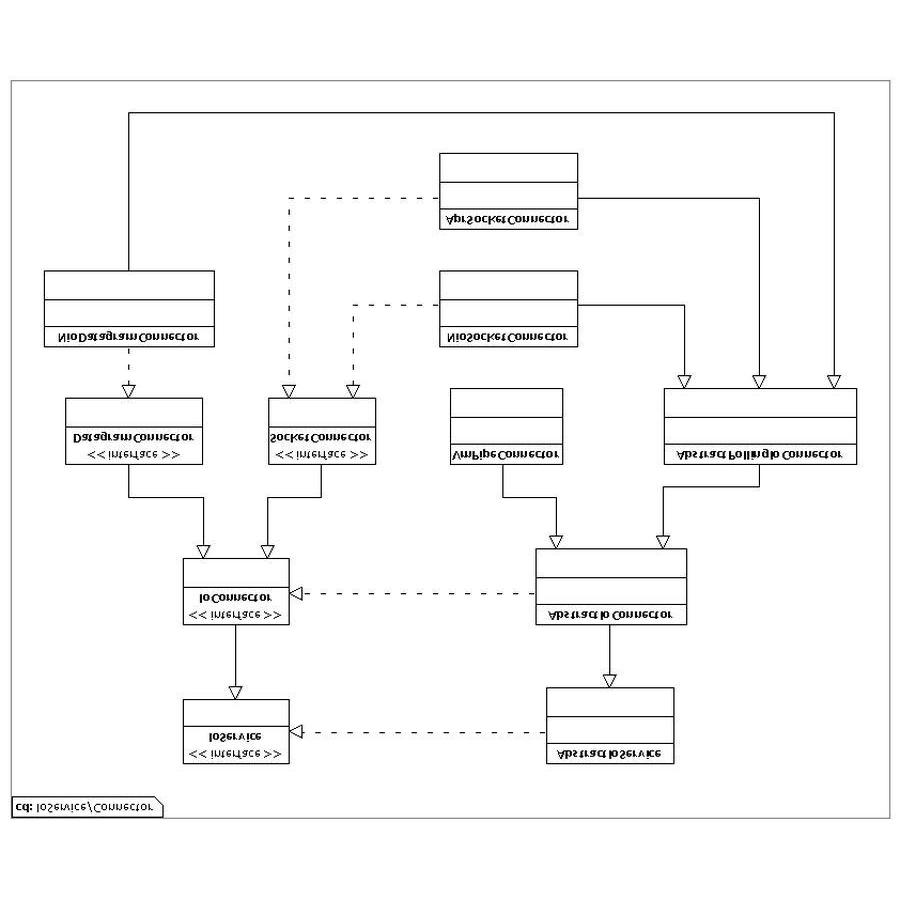 cd: IoService/Connector
<< interface >>
IoService
AbstractIoService
<< interface >>
IoConnector
AbstractIoConnector
<< interface >>
DatagramConnector
<< interface >>
SocketConnector
VmPipeConnector
AbstractPollingIoConnector
NioDatagramConnector
NioSocketConnector
AprSocketConnector